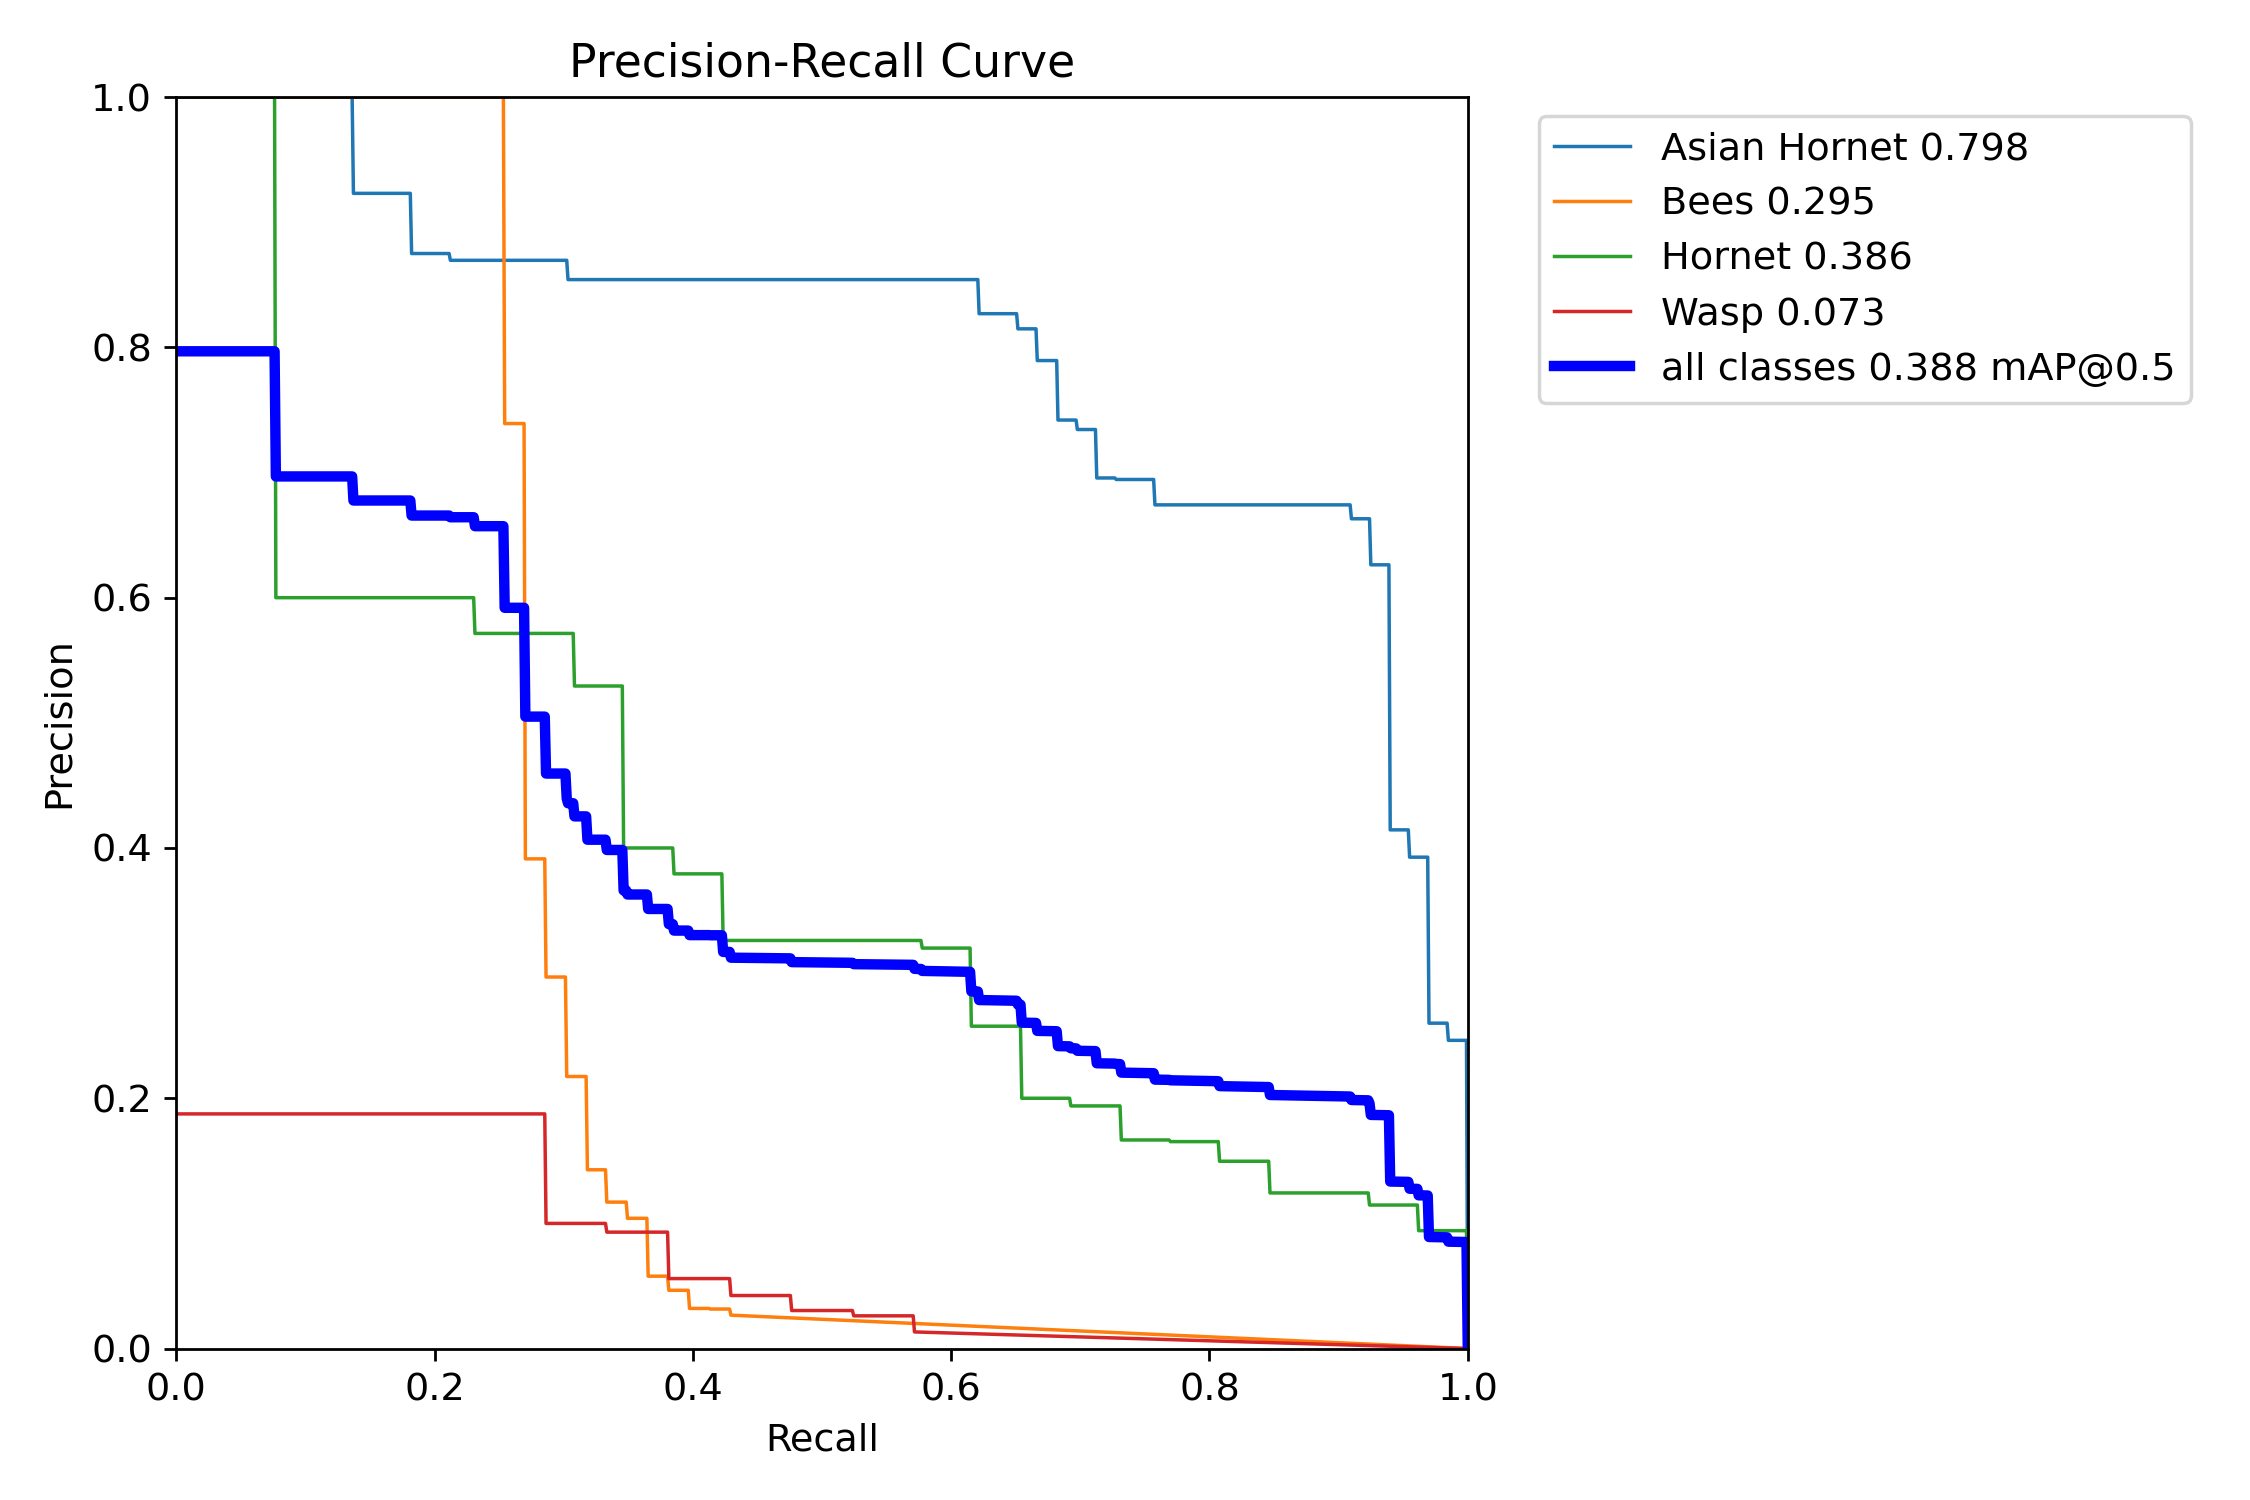 Precision-Recall Curve
1.0
0.8
0.6
0.4
0.2
0.0
Precision
0.0 0.2 0.4 0.6 0.8 1.0
Recall
Asian Hornet 0.798
Bees 0.295
Hornet 0.386
Wasp 0.073
all classes 0.388 mAP@0.5